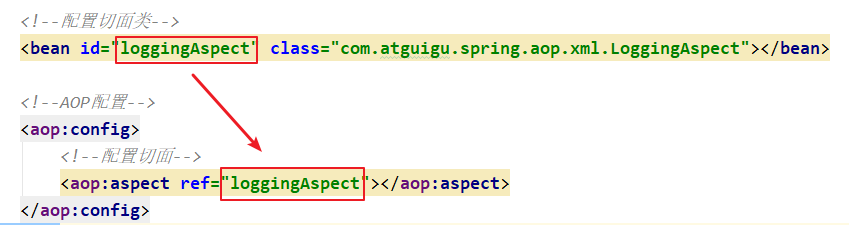 <!--配置切面类-->
<bean id="loggingAspect" class="com.atguigu.spring.aop.xml.LoggingAspect"></bean>
<!--AOP配置-->
<aop:config>
<!--配置切面-->
<aop:aspect ref="loggingAspect"></aop:aspect>
</aop:config>